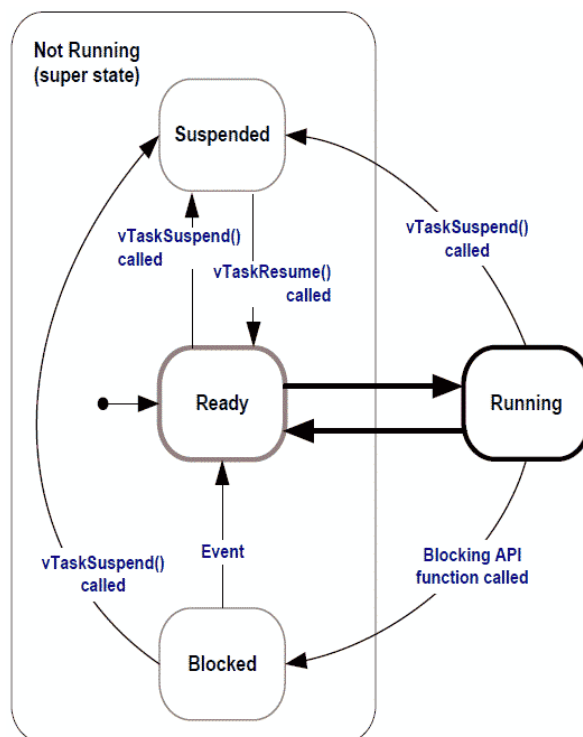 Not Running
(super state)
Suspended
vTaskSuspend()
called
vTaskSuspend()
called
vTaskResume()
called
Ready
Running
Event
vTaskSuspend()
called
Blocking API
function called
Blocked